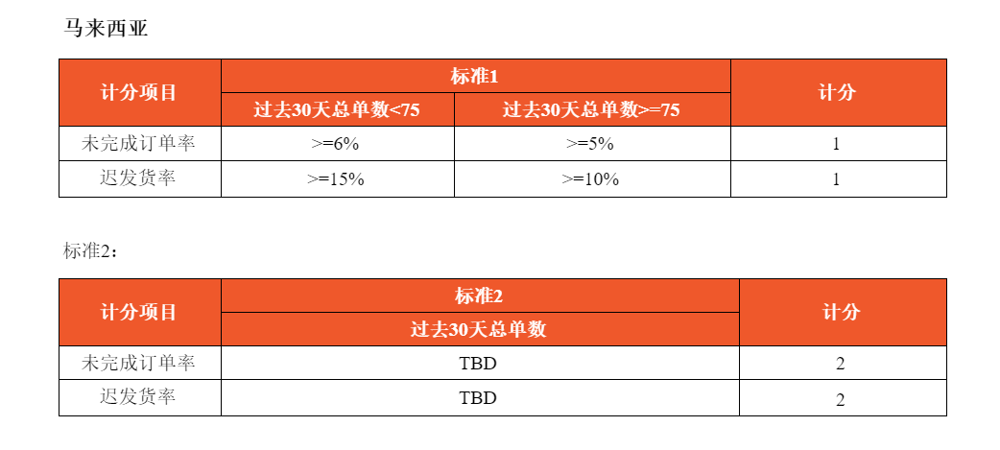 马来西亚
计分项目 标准1 计分
过去30天总单数<75 过去30天总单数>=75
未完成订单率 >=6% >=5% 1
迟发货率 >=15% >=10% 1
标准2：
计分项目 标准2 计分
过去30天总单数
未完成订单率 TBD 2
迟发货率 TBD 2